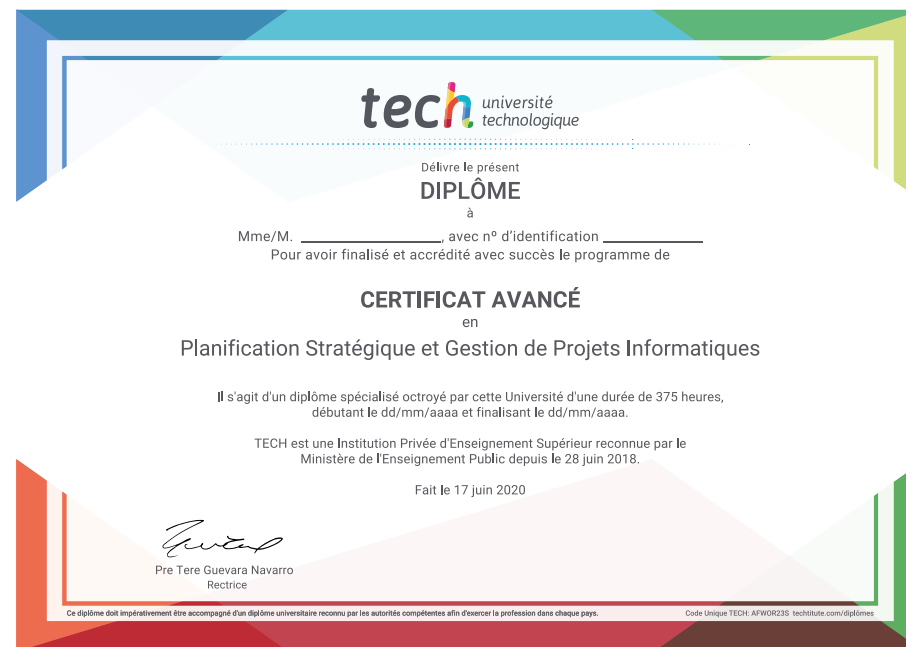 tech université
technologique
Délivre le présent
DIPLÔME
à
Mme/M. ____________________, avec nº d'identification ______________
Pour avoir finalisé et accrédité avec succès le programme de
CERTIFICAT AVANCÉ
en
Planification Stratégique et Gestion de Projets Informatiques
Il s'agit d'un diplôme spécialisé octroyé par cette Université d'une durée de 375 heures,
débutant le dd/mm/aaaa et finalisant le dd/mm/aaaa.
TECH est une Institution Privée d'Enseignement Supérieur reconnue par le
Ministère de l'Enseignement Public depuis le 28 juin 2018.
Fait le 17 juin 2020
Pre Tere Guevara Navarro
Rectrice
Ce diplôme doit impérativement être accompagné d'un diplôme universitaire reconnu par les autorités compétentes afin d'exercer la profession dans chaque pays.
Code Unique TECH: AFWOR23S techtitute.com/diplômes